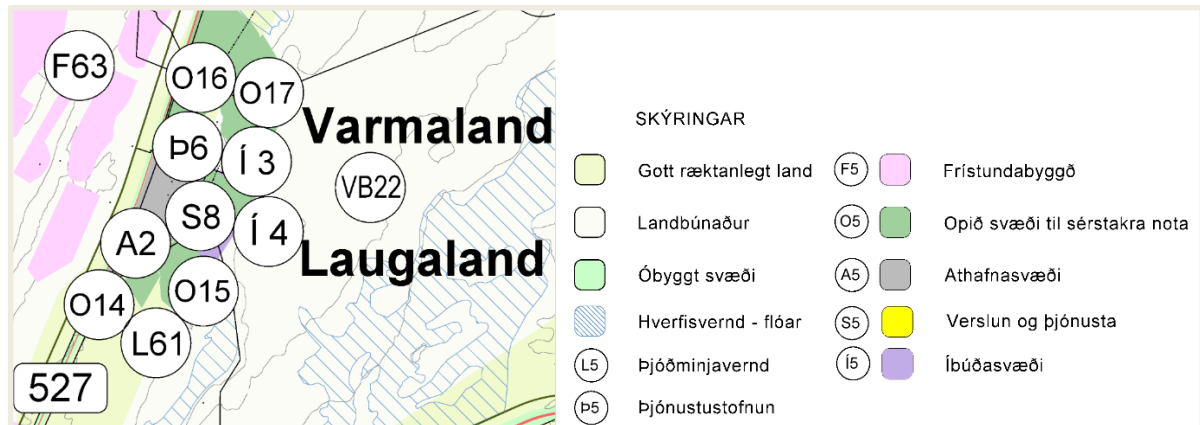 F63
O16
O17
Varmaland
Þ6
Í 3
VB22
S8
Í 4
A2
Laugaland
O15
O14
L61
527
SKÝRINGAR
Gott ræktanlegt land
Landbúnaður
Óbyggt svæði
Hverfisvernd - flóar
L5 Þjóðminjavernd
Þ5 Þjónustustofnun
F5 Frístundabyggð
O5 Opið svæði til sérstakra nota
A5 Athafnasvæði
S5 Verslun og þjónusta
Í5 Íbúðasvæði